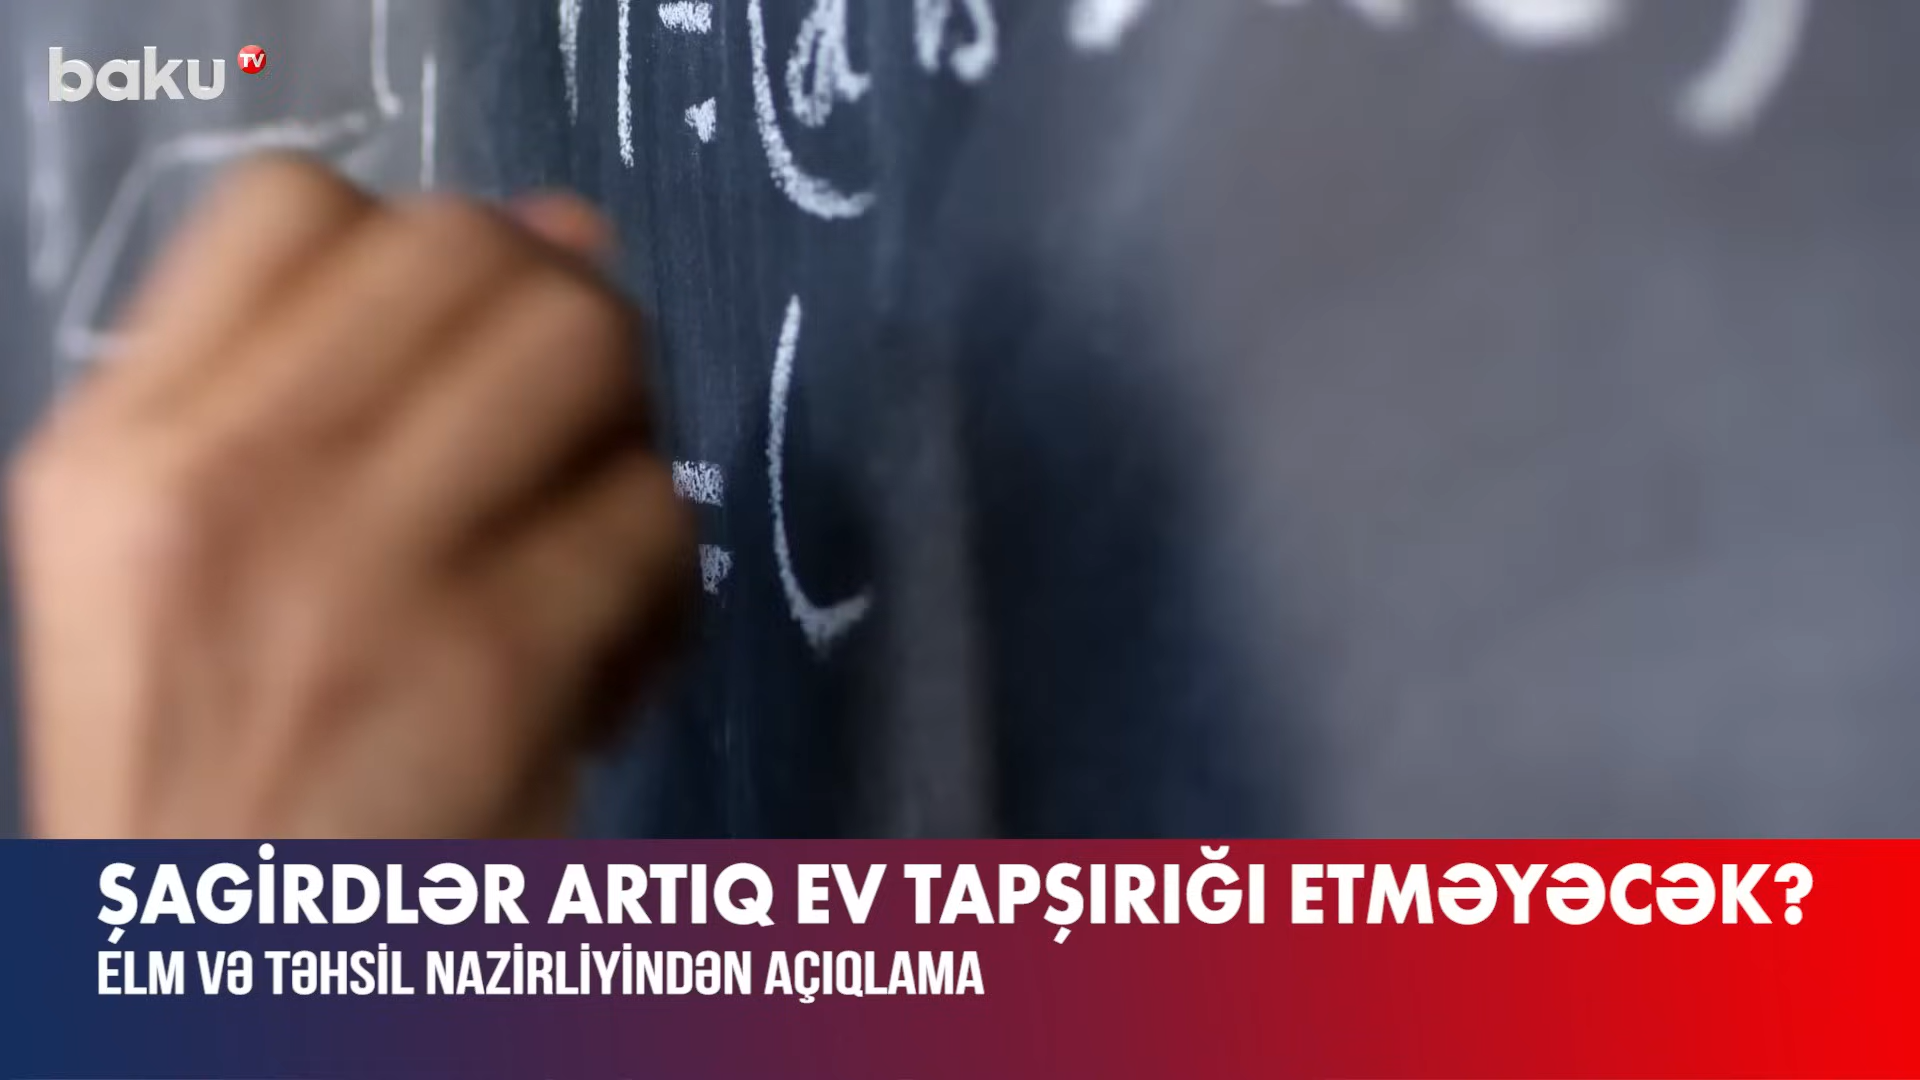 baku TV
ŞAGİRDLƏR ARTIQ EV TAPŞIRIĞI ETMƏYƏCƏK?
ELM VƏ TƏHSİL NAZİRLİYİNDƏN AÇIQLAMA